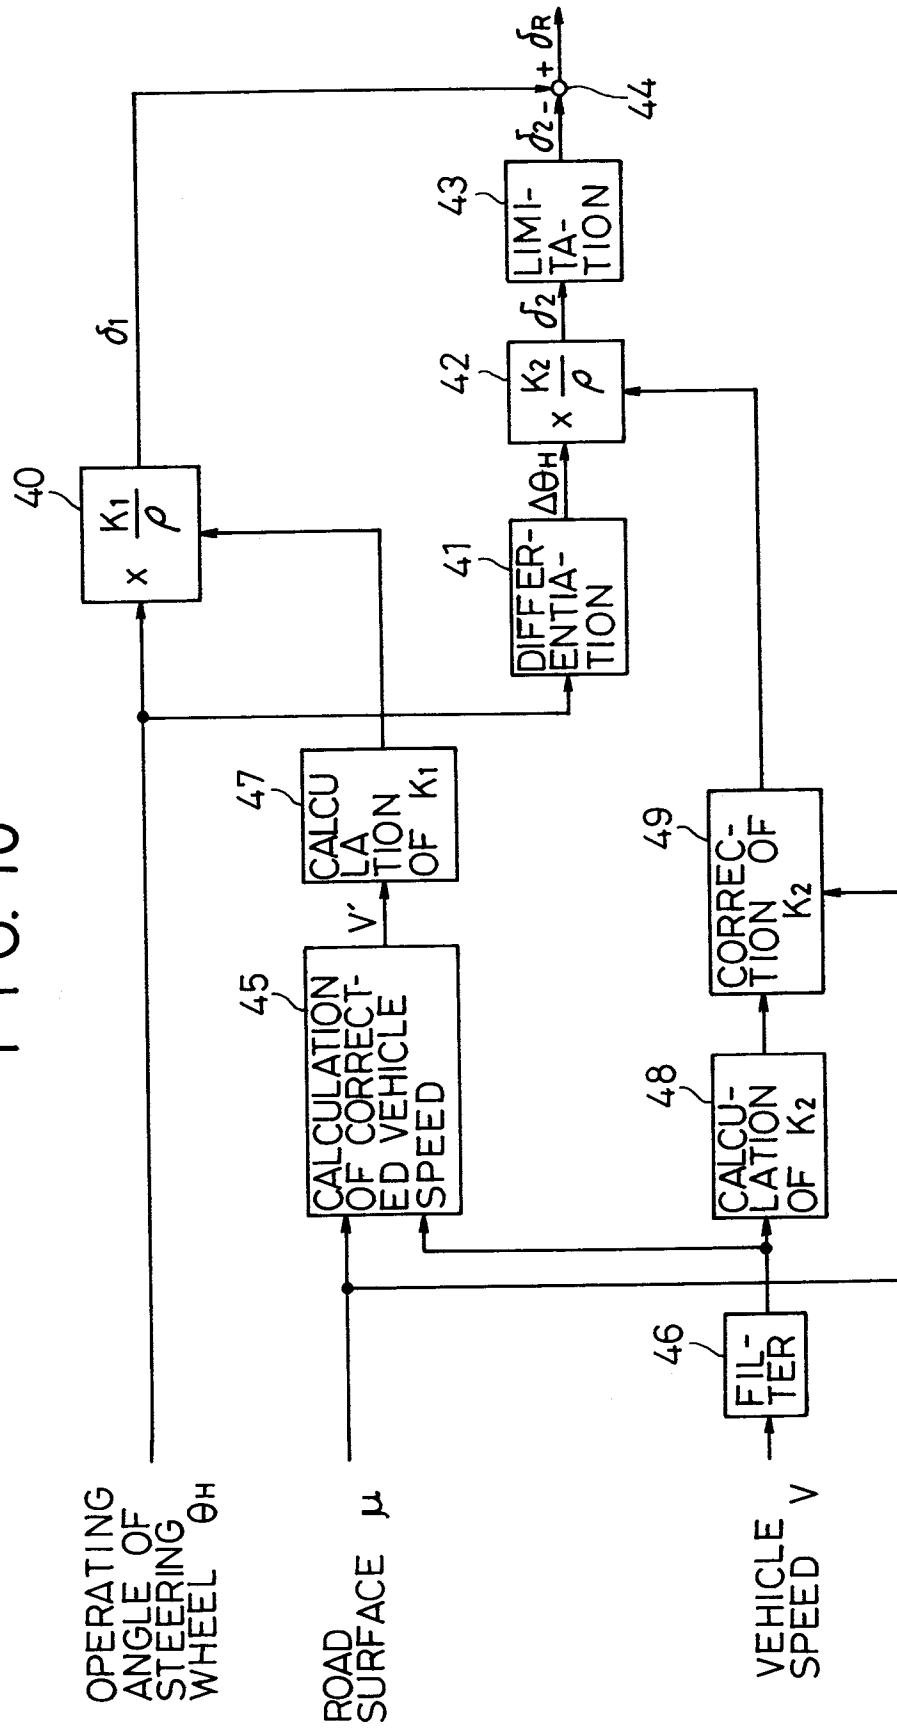 OPERATING
ANGLE OF
STEERING
WHEEL θH
ROAD
SURFACE μ
VEHICLE
SPEED V
46
FIL-
TER
45
CALCULATION
OF CORRECT-
ED VEHICLE
SPEED
V'
47
CALCU
LA
TION
OF K1
48
CALCU-
LATION
OF K2
49
CORREC-
TION OF
K2
40
x K1/ρ
δ1
41
DIFFER-
ENTIA-
TION
ΔθH
42
x K2/ρ
δ2
43
LIMI-
TA-
TION
δ2 -
+ δR
44